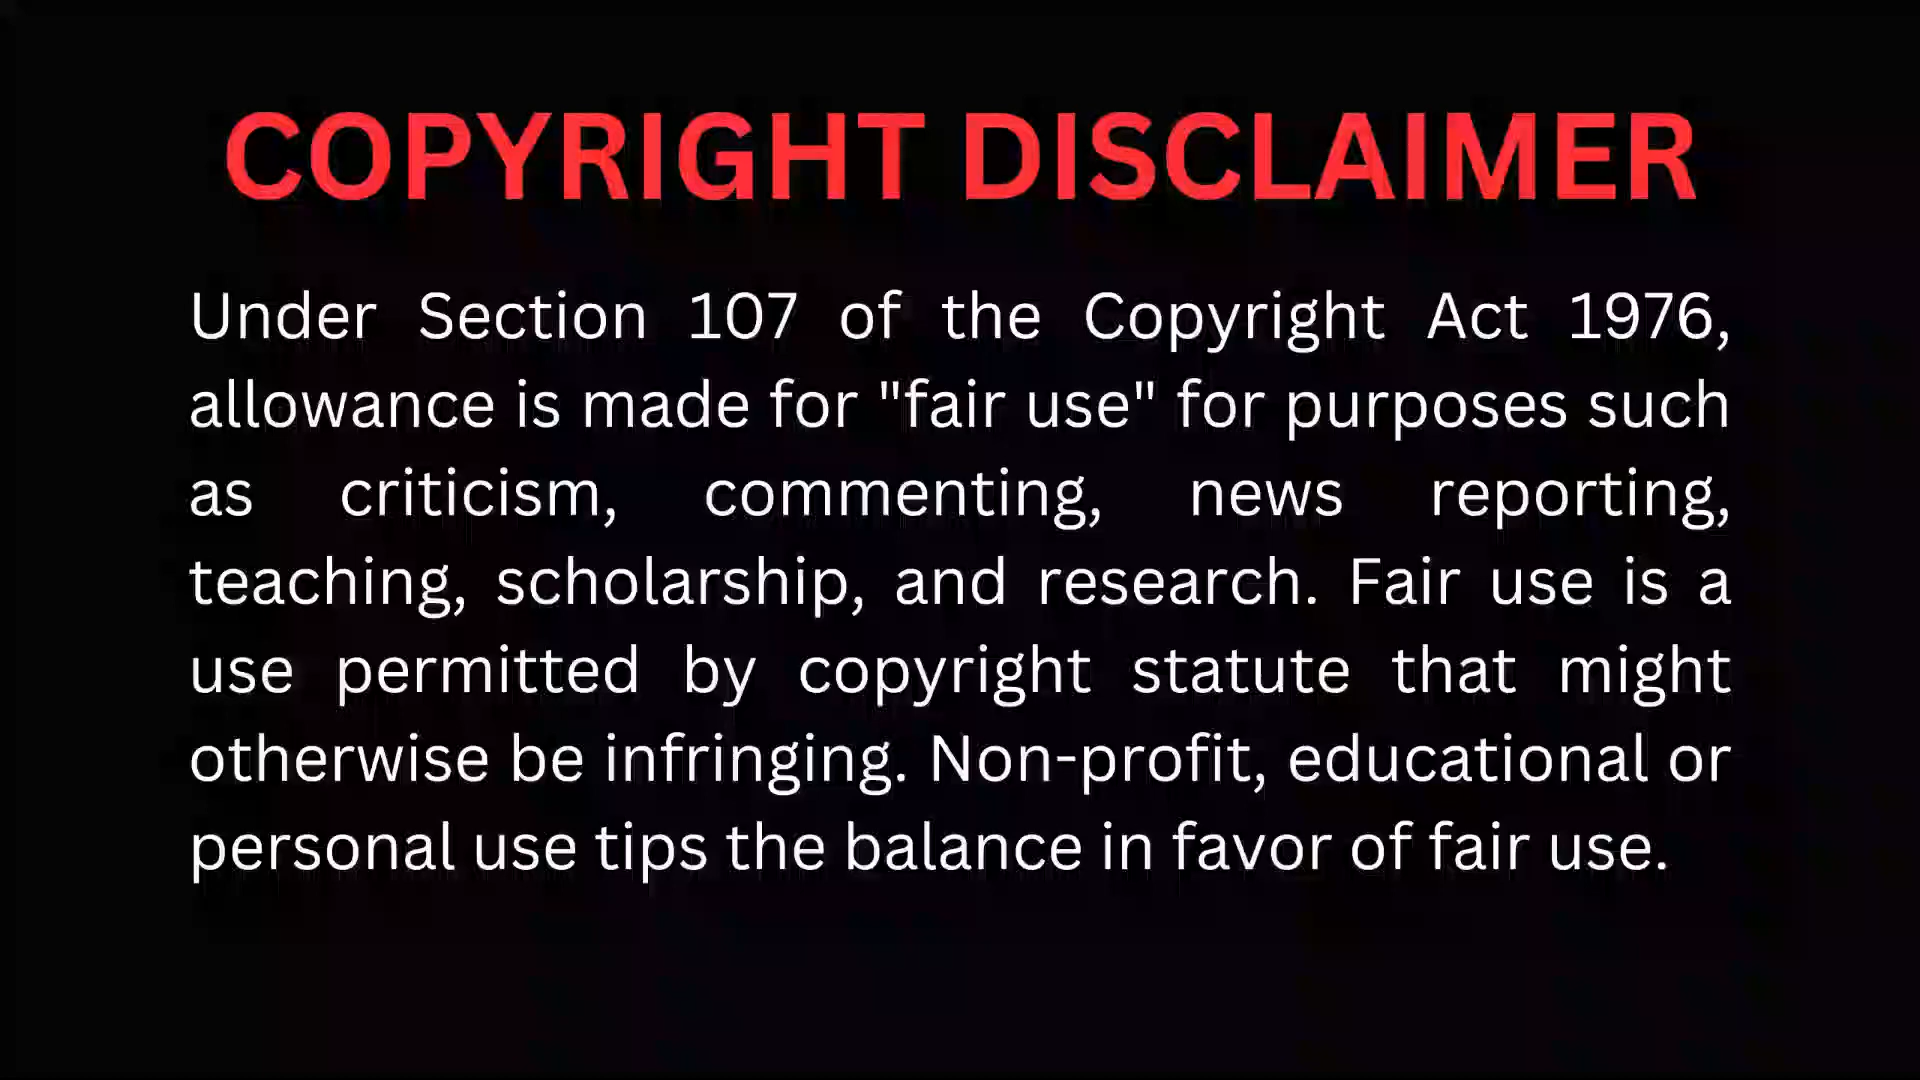 COPYRIGHT DISCLAIMER
Under Section 107 of the Copyright Act 1976,
allowance is made for "fair use" for purposes such
as criticism, commenting, news reporting,
teaching, scholarship, and research. Fair use is a
use permitted by copyright statute that might
otherwise be infringing. Non-profit, educational or
personal use tips the balance in favor of fair use.